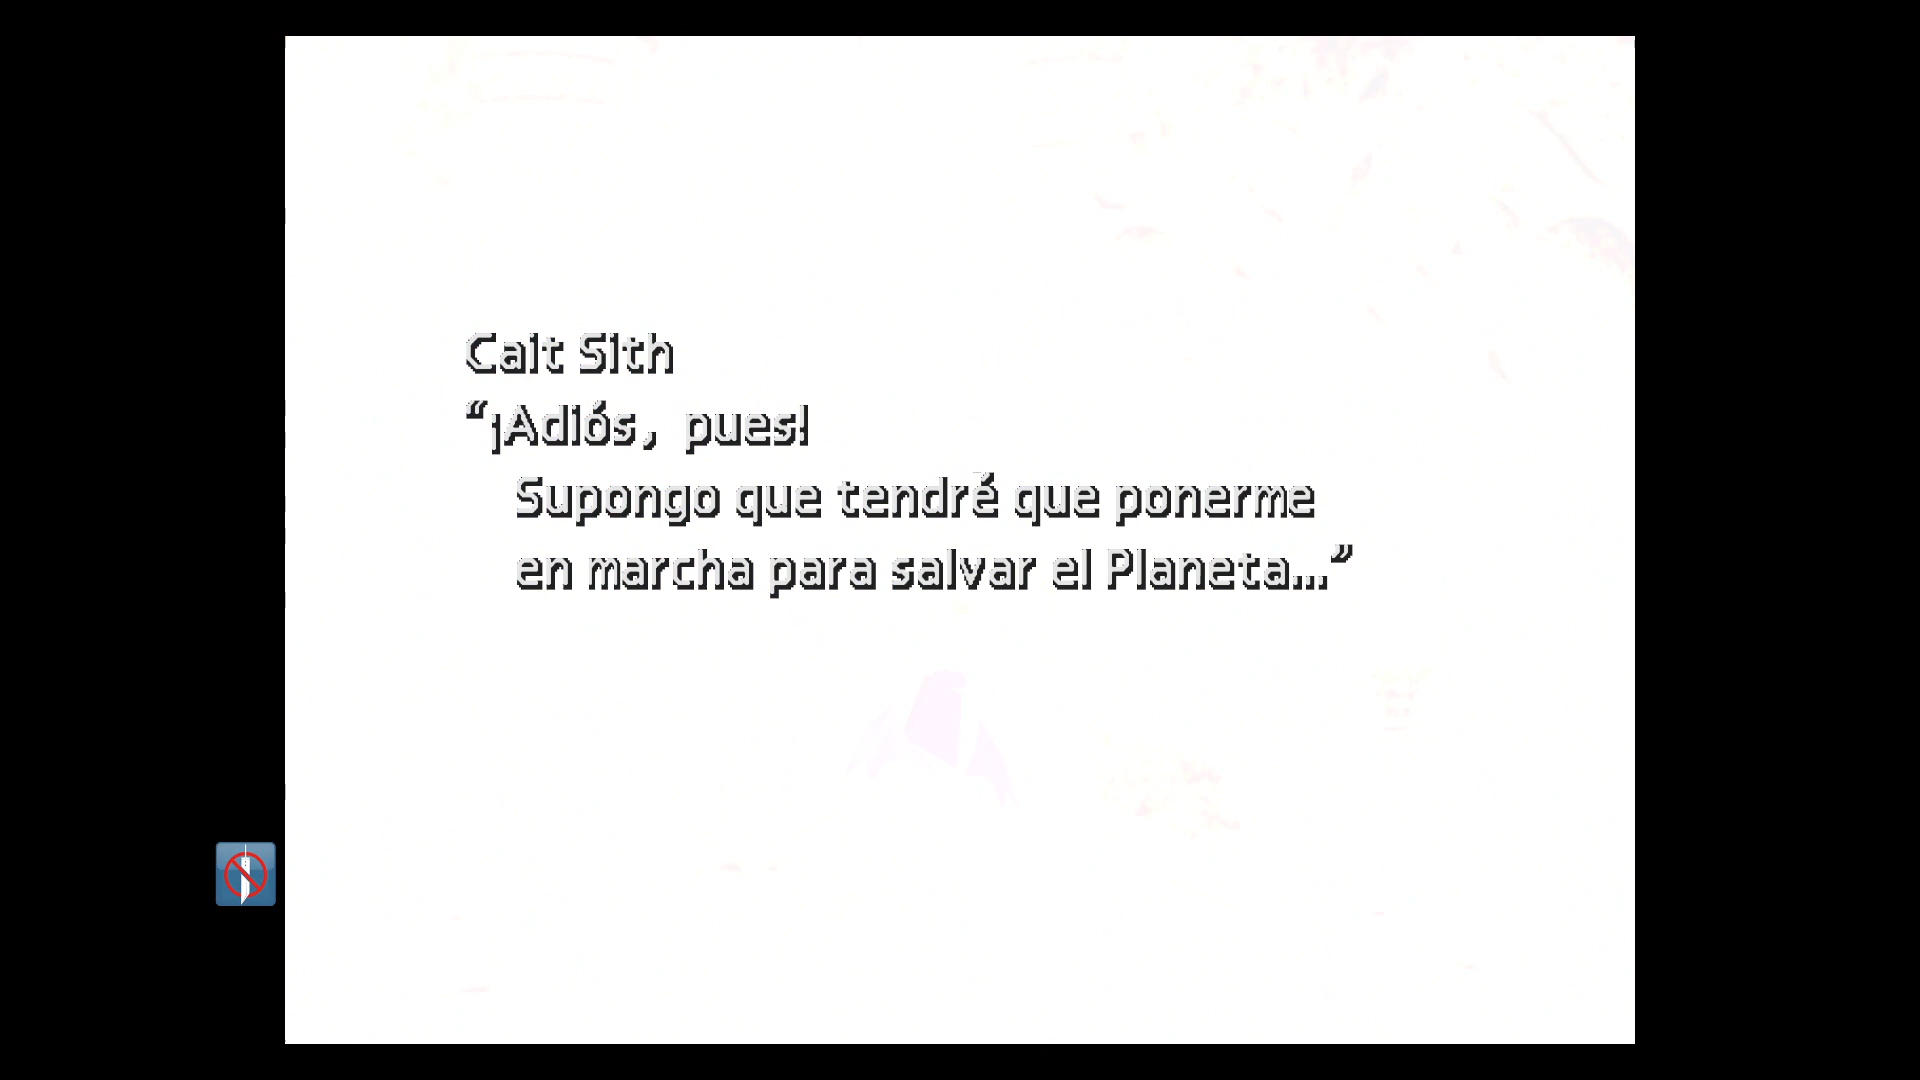 Cait Sith
“¡Adiós, pues!
Supongo que tendré que ponerme
en marcha para salvar el Planeta...”